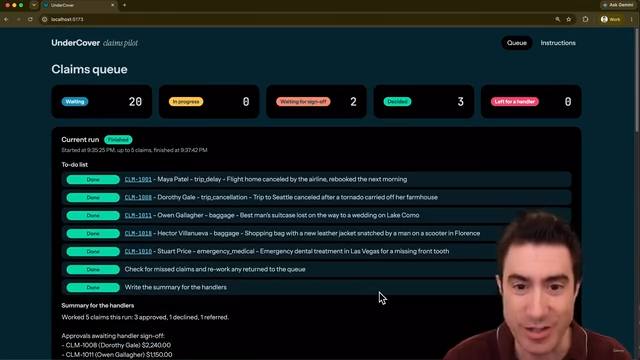 UnderCover
Ask Gemini
localhost:5173
Work
UnderCover claims pilot
Queue
Instructions
Claims queue
Waiting 20
In progress 0
Waiting for sign-off 2
Decided 3
Left for a handler 0
Current run Finished
Started at 9:35:25 PM, up to 5 claims, finished at 9:37:42 PM
To-do list
Done CLM-1001 - Maya Patel - trip_delay - Flight home canceled by the airline, rebooked the next morning
Done CLM-1008 - Dorothy Gale - trip_cancellation - Trip to Seattle canceled after a tornado carried off her farmhouse
Done CLM-1011 - Owen Gallagher - baggage - Best man's suitcase lost on the way to a wedding on Lake Como
Done CLM-1018 - Hector Villanueva - baggage - Shopping bag with a new leather jacket snatched by a man on a scooter in Florence
Done CLM-1010 - Stuart Price - emergency_medical - Emergency dental treatment in Las Vegas for a missing front tooth
Done Check for missed claims and re-work any returned to the queue
Done Write the summary for the handlers
Summary for the handlers
Worked 5 claims this run: 3 approved, 1 declined, 1 referred.
Approvals awaiting handler sign-off:
- CLM-1008 (Dorothy Gale) $2,240.00
- CLM-1011 (Owen Gallagher) $1,150.00